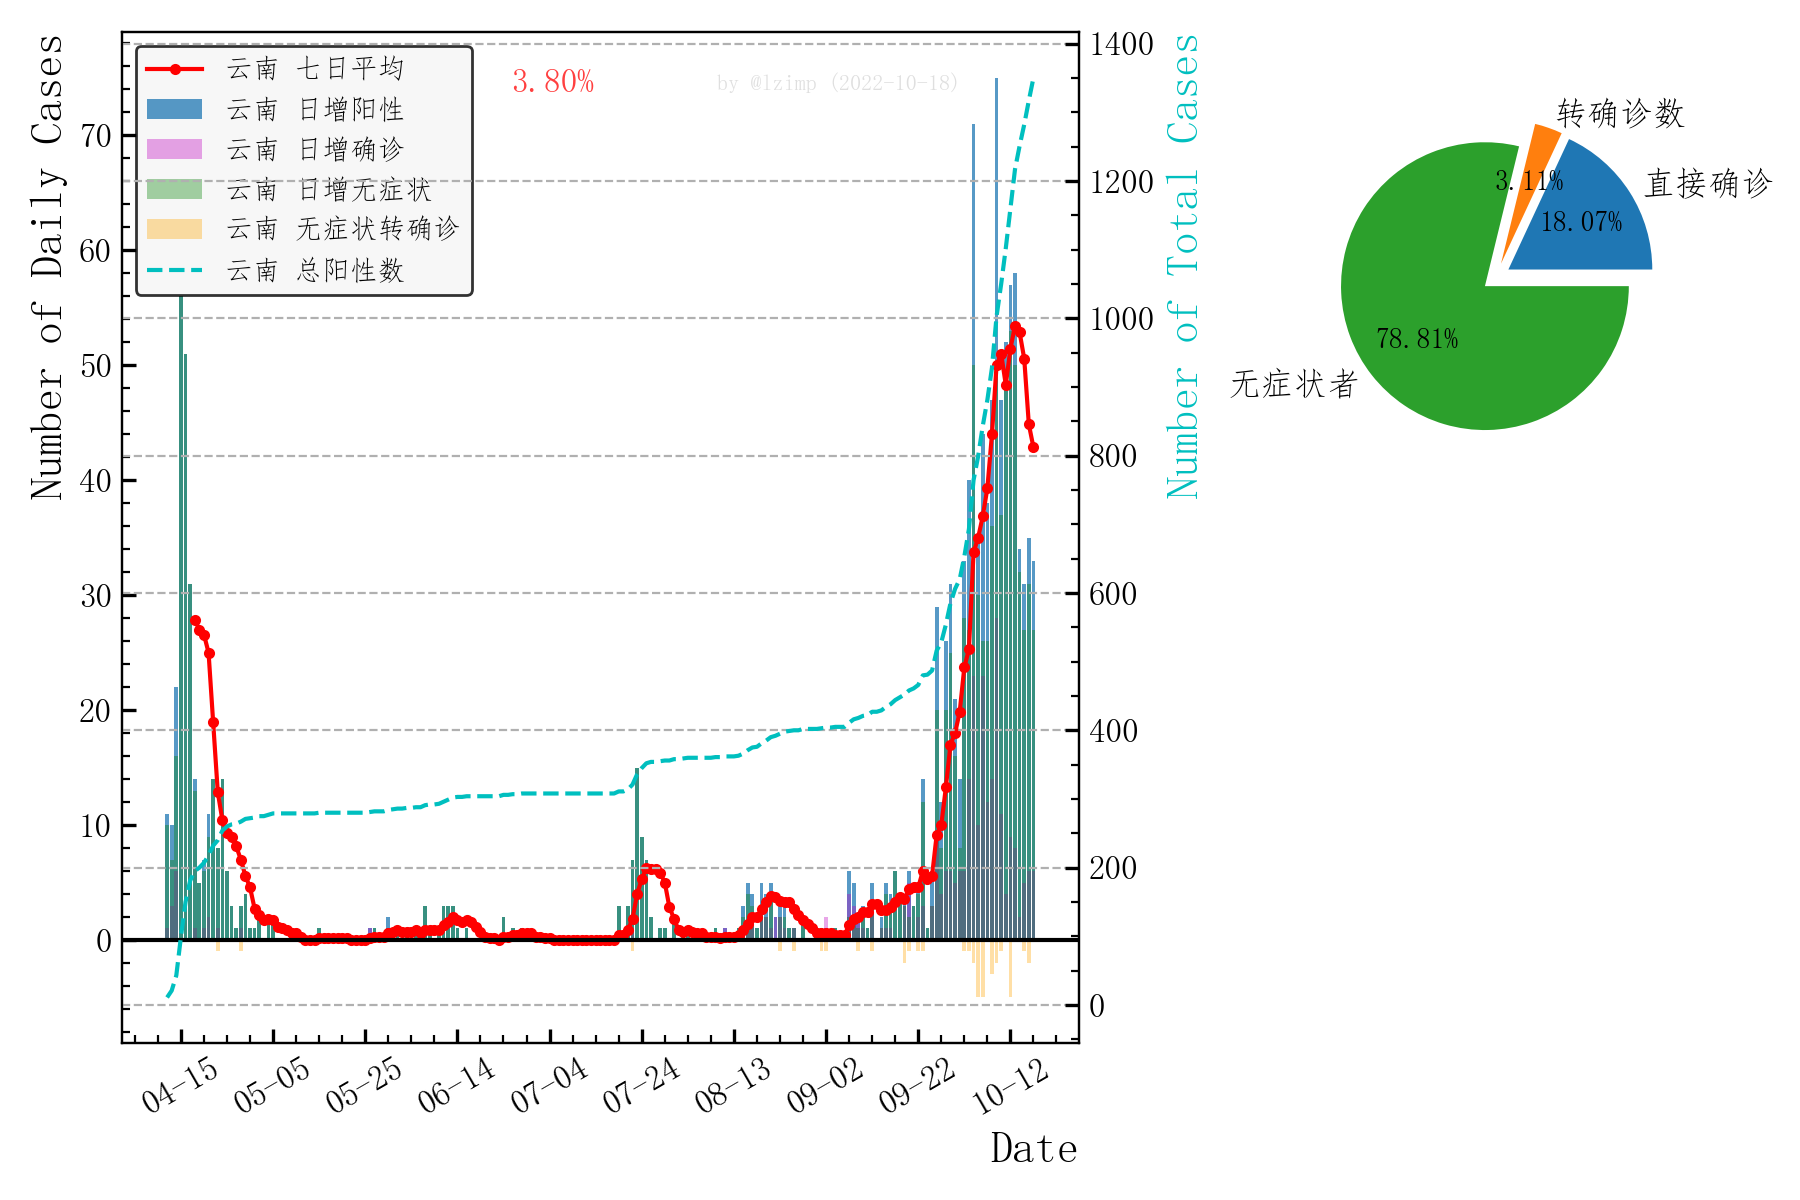 云南 七日平均
云南 日增阳性
云南 日增确诊
云南 日增无症状
云南 无症状转确诊
云南 总阳性数
3.80%
by @lzimp (2022-10-18)
Number of Daily Cases
70
60
50
40
30
20
10
0
1400
1200
1000
800
600
400
200
0
Number of Total Cases
04-15
05-05
05-25
06-14
07-04
07-24
08-13
09-02
09-22
10-12
Date
转确诊数
直接确诊
3.11%
18.07%
78.81%
无症状者